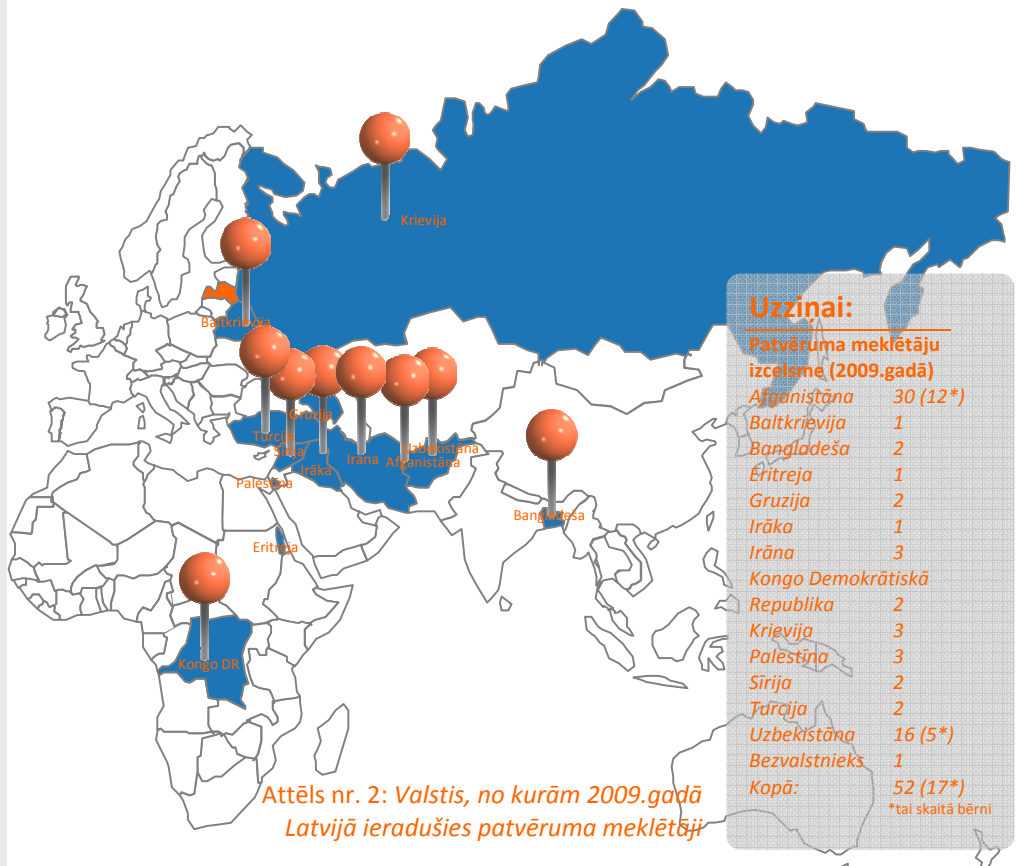 Krievija
Baltkrievija
Gruzija
Turcija
Sīrija
Irāka
Irāna
Uzbekistāna
Afganistāna
Palestīna
Bangladeša
Eritreja
Kongo DR
Uzziņai:
Patvēruma meklētāju
izcelsme (2009.gadā)
Afganistāna 30 (12*)
Baltkrievija 1
Bangladeša 2
Eritreja 1
Gruzija 2
Irāka 1
Irāna 3
Kongo Demokrātiskā
Republika 2
Krievija 3
Palestīna 3
Sīrija 2
Turcija 2
Uzbekistāna 16 (5*)
Bezvalstnieks 1
Kopā: 52 (17*)
*tai skaitā bērni
Attēls nr. 2: Valstis, no kurām 2009.gadā
Latvijā ieradušies patvēruma meklētāji